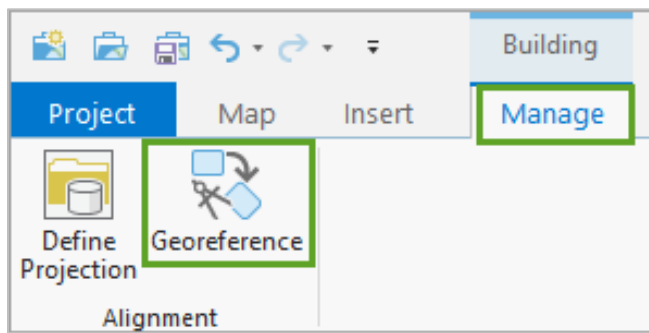 Building
Project Map Insert Manage
Define
Projection
Georeference
Alignment